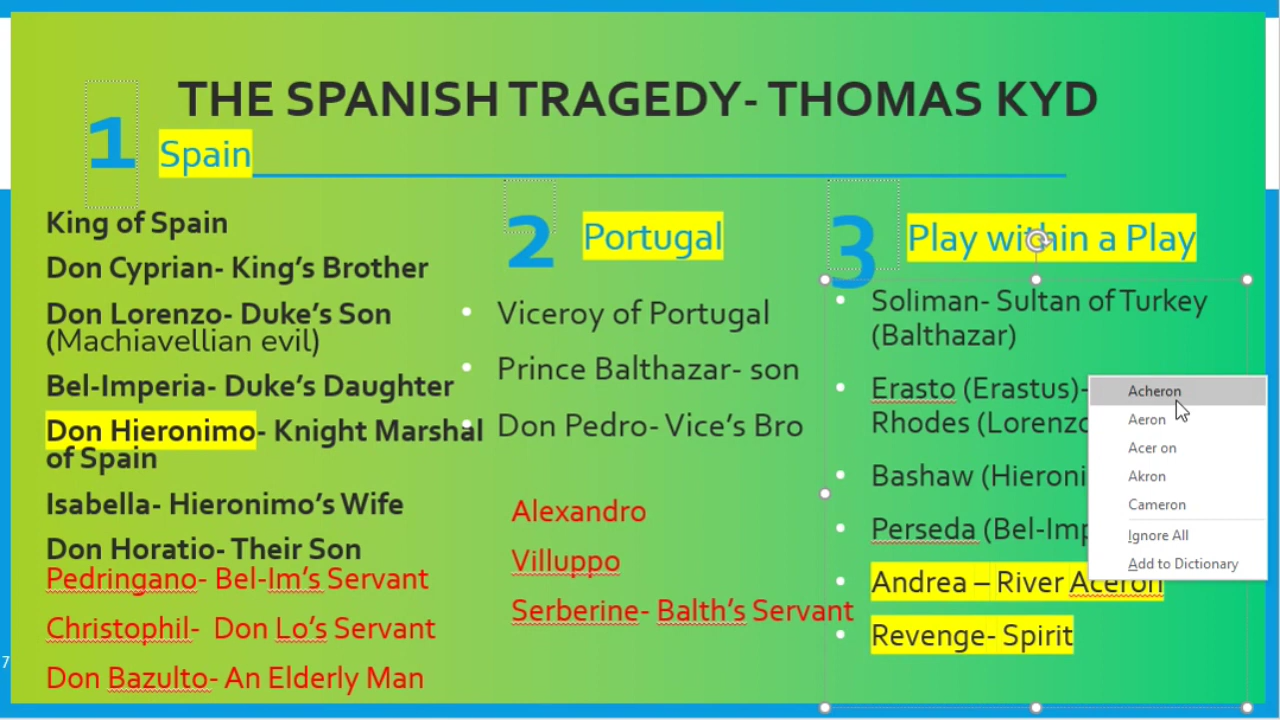 THE SPANISH TRAGEDY- THOMAS KYD
1
Spain
King of Spain
Don Cyprian- King's Brother
Don Lorenzo- Duke's Son
(Machiavellian evil)
Bel-Imperia- Duke's Daughter
Don Hieronimo- Knight Marshal
of Spain
Isabella- Hieronimo's Wife
Don Horatio- Their Son
Pedringano- Bel-Im's Servant
Christophil- Don Lo's Servant
Don Bazulto- An Elderly Man
7
2
Portugal
Viceroy of Portugal
Prince Balthazar- son
Don Pedro- Vice's Bro
Alexandro
Villuppo
Serberine- Balth's Servant
3
Play within a Play
Soliman- Sultan of Turkey
(Balthazar)
Erasto (Erastus)-
Rhodes (Lorenzo
Bashaw (Hieroni
Perseda (Bel-Imp
Andrea – River Aceron
Revenge- Spirit
Acheron
Aeron
Acer on
Akron
Cameron
Ignore All
Add to Dictionary